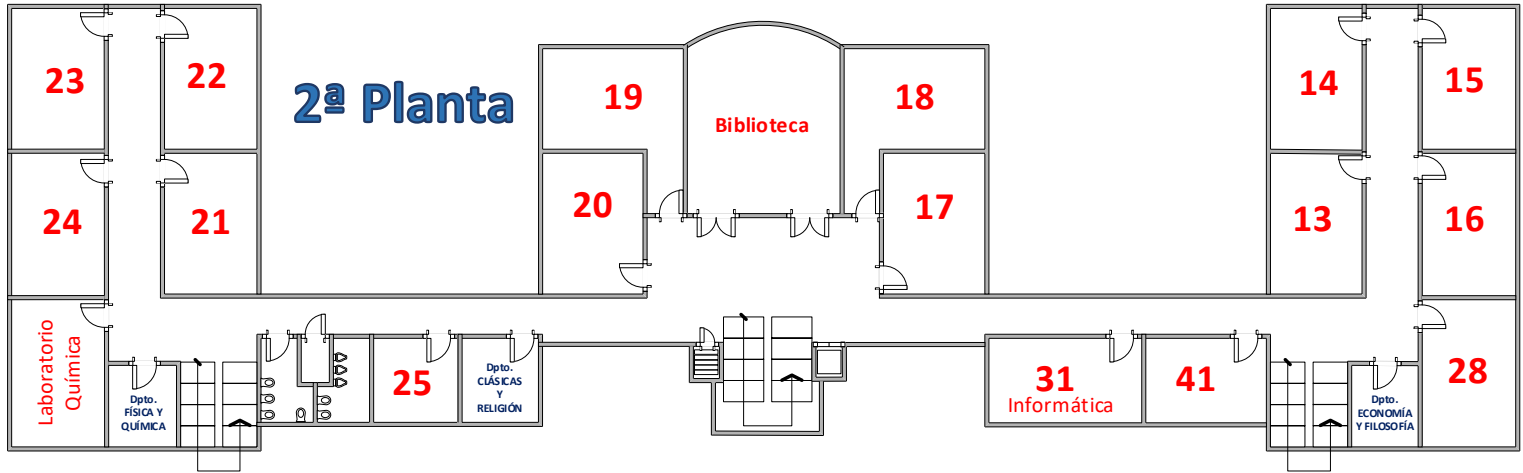 23
22
2ª Planta
19
Biblioteca
18
14
15
24
21
20
17
13
16
Laboratorio
Química
Dpto.
FÍSICA Y
QUÍMICA
25
Dpto.
CLÁSICAS
Y
RELIGIÓN
31
Informática
41
Dpto.
ECONOMÍA
Y FILOSOFÍA
28